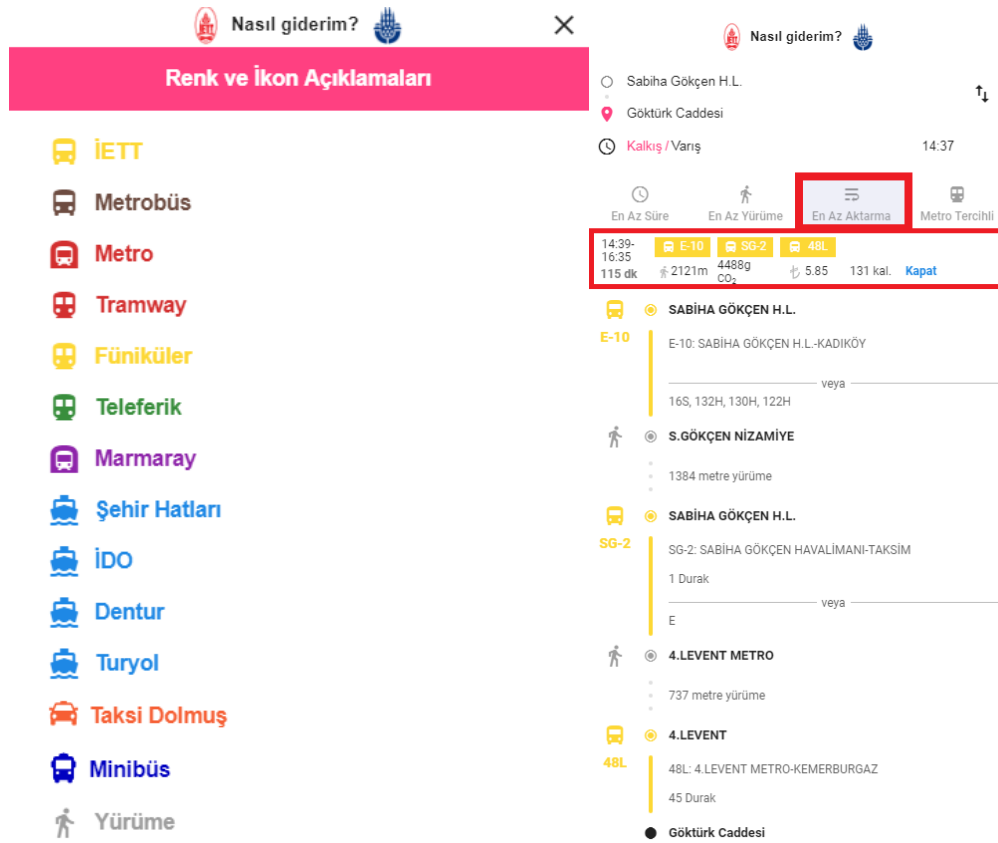 Nasıl giderim?
Renk ve İkon Açıklamaları
İETT
Metrobüs
Metro
Tramway
Füniküler
Teleferik
Marmaray
Şehir Hatları
İDO
Dentur
Turyol
Taksi Dolmuş
Minibüs
Yürüme
Nasıl giderim?
Sabiha Gökçen H.L.
Göktürk Caddesi
Kalkış / Varış 14:37
En Az Süre En Az Yürüme En Az Aktarma Metro Tercihli
14:39-
16:35
E-10 SG-2 48L
115 dk 2121m 4488g CO₂ ₺ 5.85 131 kal. Kapat
SABİHA GÖKÇEN H.L.
E-10
E-10: SABİHA GÖKÇEN H.L.-KADIKÖY
veya
16S, 132H, 130H, 122H
S.GÖKÇEN NİZAMİYE
1384 metre yürüme
SABİHA GÖKÇEN H.L.
SG-2
SG-2: SABİHA GÖKÇEN HAVALİMANI-TAKSİM
1 Durak
veya
E
4.LEVENT METRO
737 metre yürüme
4.LEVENT
48L
48L: 4.LEVENT METRO-KEMERBURGAZ
45 Durak
Göktürk Caddesi